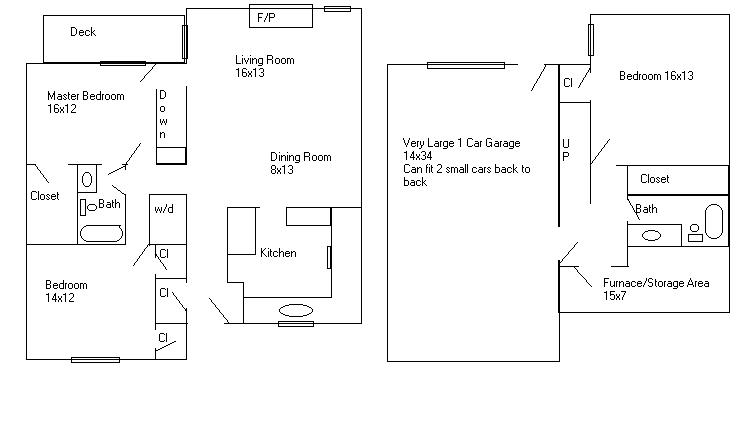 F/P
Deck
Living Room
16x13
Master Bedroom
16x12
D
o
w
n
Dining Room
8x13
Closet
Bath
w/d
Cl
Kitchen
Bedroom
14x12
Cl
Cl
Cl
Bedroom 16x13
Very Large 1 Car Garage
14x34
Can fit 2 small cars back to
back
U
P
Closet
Bath
Furnace/Storage Area
15x7